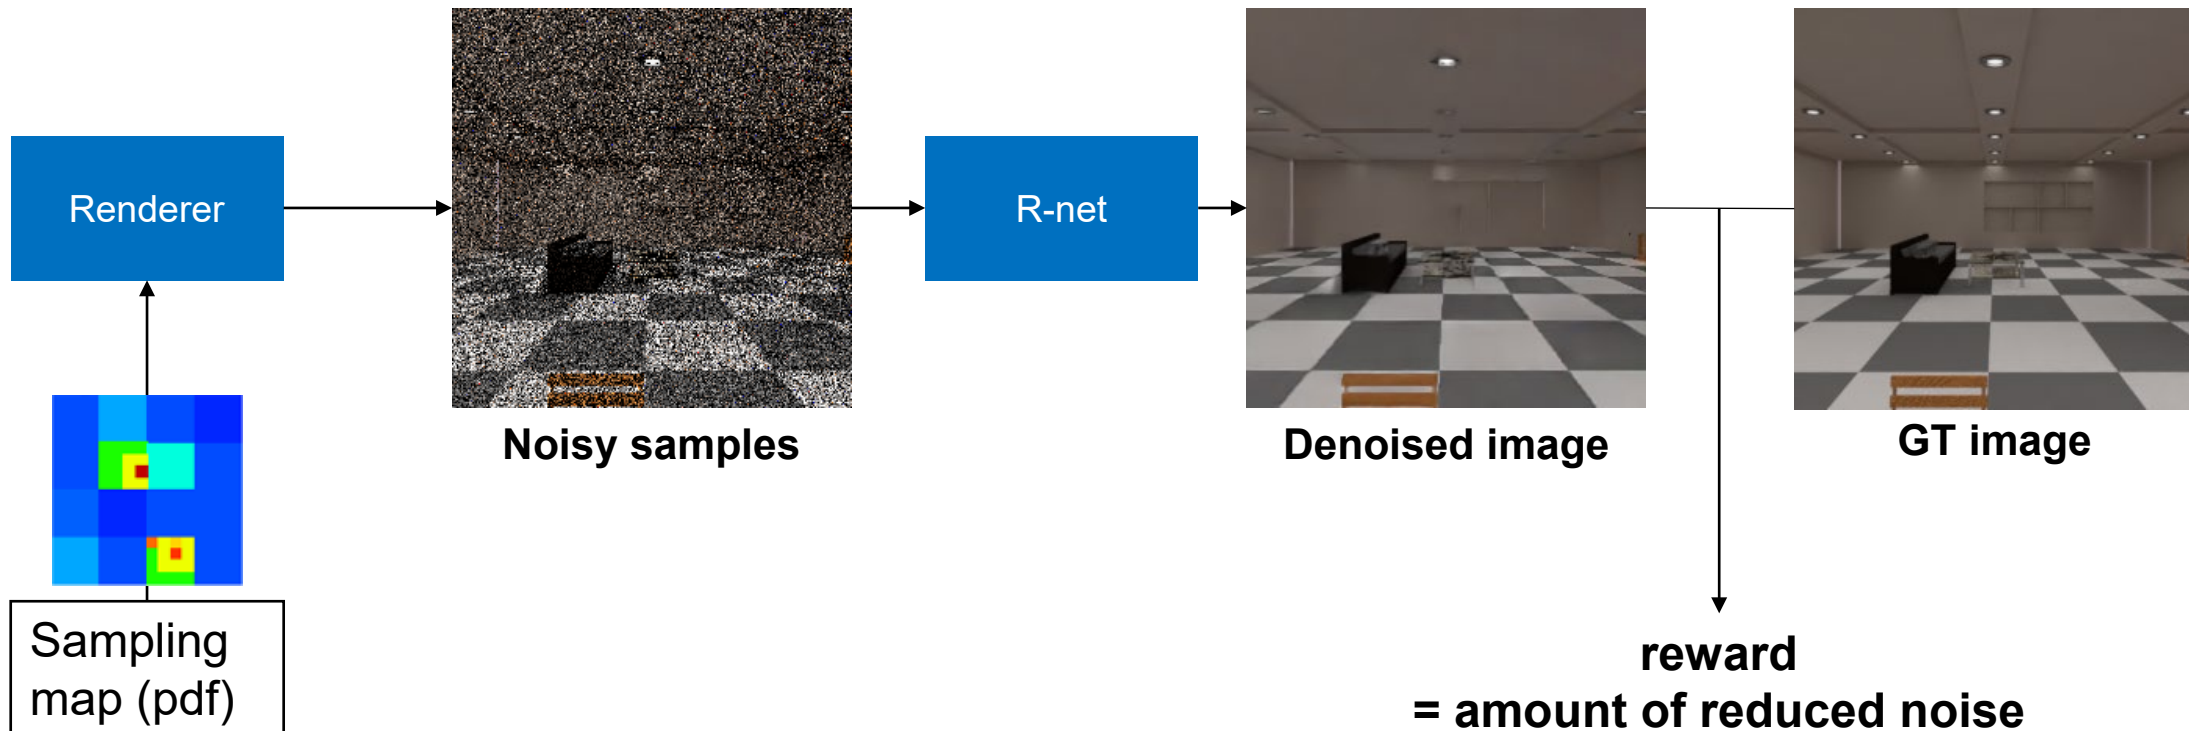 Renderer
R-net
Noisy samples
Denoised image
GT image
Sampling
map (pdf)
reward
= amount of reduced noise